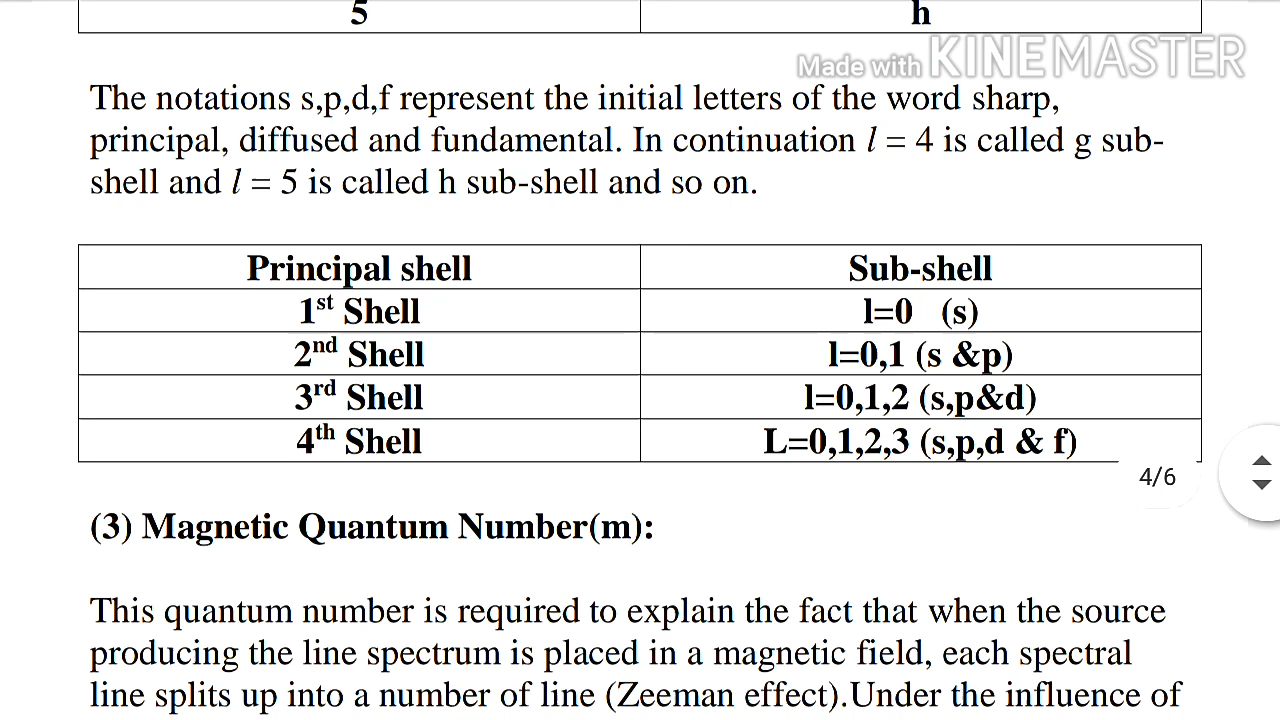 5 h
Made with KINEMASTER
The notations s,p,d,f represent the initial letters of the word sharp,
principal, diffused and fundamental. In continuation l = 4 is called g sub-
shell and l = 5 is called h sub-shell and so on.
Principal shell Sub-shell
1st Shell l=0 (s)
2nd Shell l=0,1 (s &p)
3rd Shell l=0,1,2 (s,p&d)
4th Shell L=0,1,2,3 (s,p,d & f)
4/6
(3) Magnetic Quantum Number(m):
This quantum number is required to explain the fact that when the source
producing the line spectrum is placed in a magnetic field, each spectral
line splits up into a number of line (Zeeman effect).Under the influence of